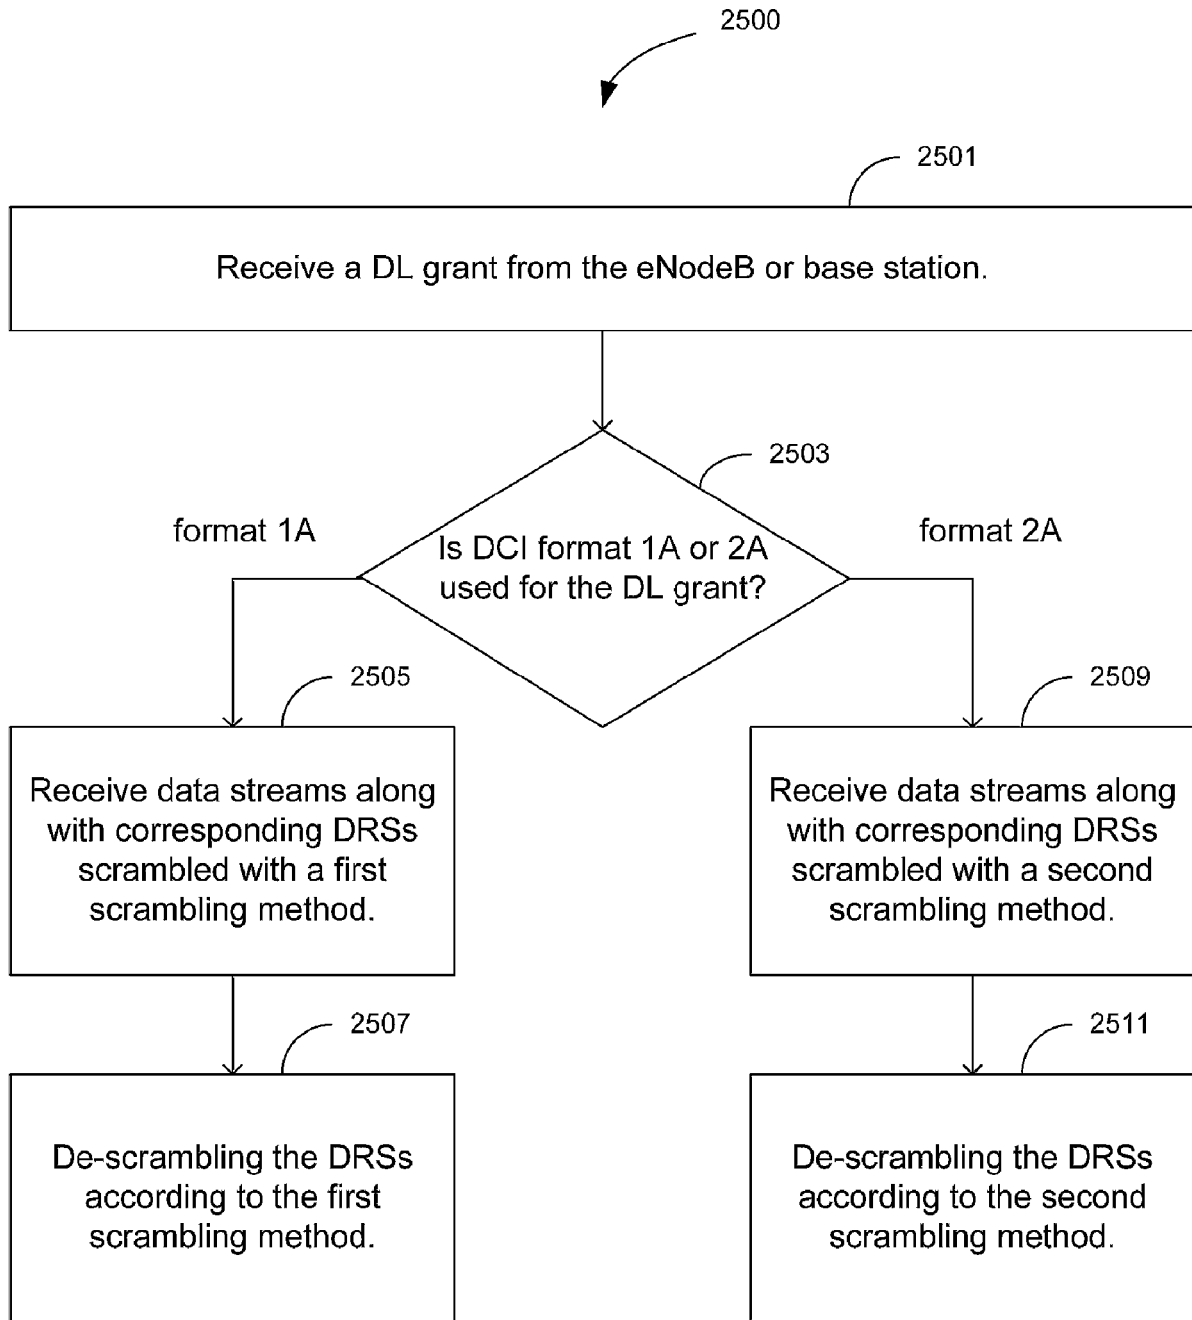 2500
2501
Receive a DL grant from the eNodeB or base station.
2503
format 1A
format 2A
Is DCI format 1A or 2A
used for the DL grant?
2505
2509
Receive data streams along
with corresponding DRSs
scrambled with a first
scrambling method.
Receive data streams along
with corresponding DRSs
scrambled with a second
scrambling method.
2507
2511
De-scrambling the DRSs
according to the first
scrambling method.
De-scrambling the DRSs
according to the second
scrambling method.